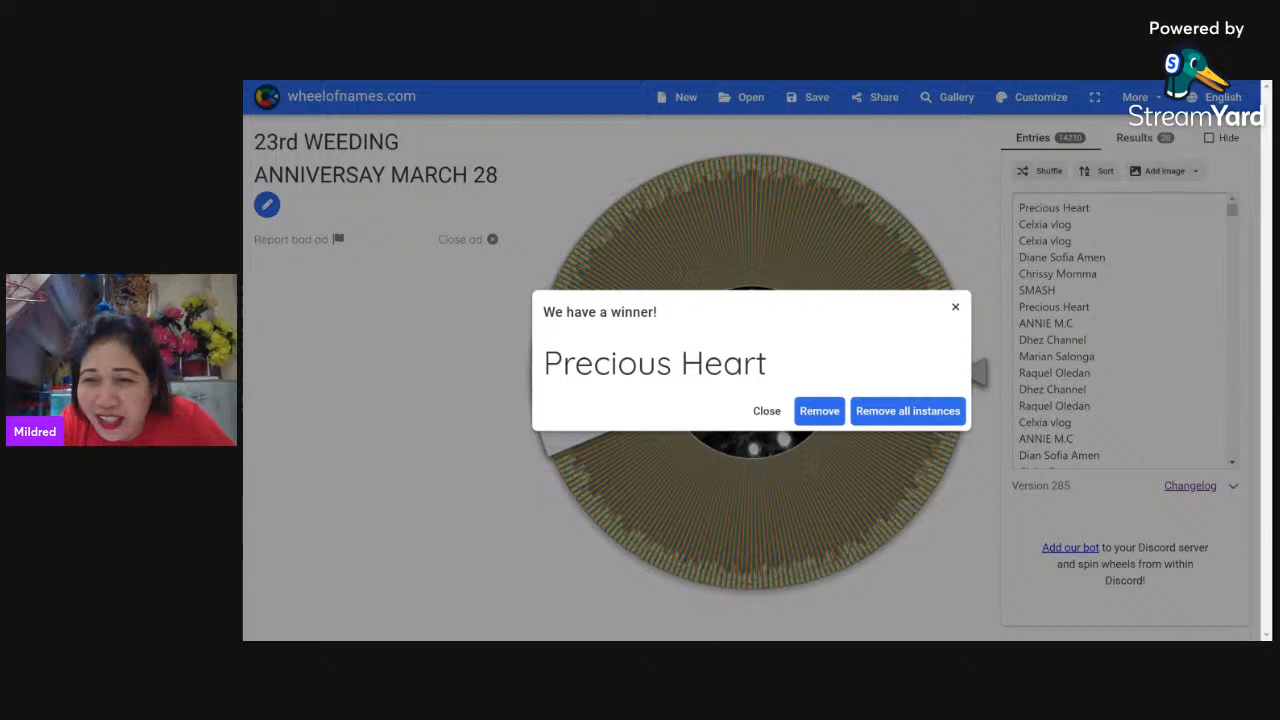 Powered by
StreamYard
wheelofnames.com
New
Open
Save
Share
Gallery
Customize
More
English
23rd WEEDING
ANNIVERSAY MARCH 28
Report bad ad
Close ad
Entries 14210
Results 20
Hide
Shuffle
Sort
Add Image
Precious Heart
Celxia vlog
Celxia vlog
Diane Sofia Amen
Chrissy Momma
SMASH
Precious Heart
ANNIE M.C
Dhez Channel
Marian Salonga
Raquel Oledan
Dhez Channel
Raquel Oledan
Celxia vlog
ANNIE M.C
Dian Sofia Amen
We have a winner!
Precious Heart
Close
Remove
Remove all instances
Mildred
Version 285
Changelog
Add our bot to your Discord server
and spin wheels from within
Discord!